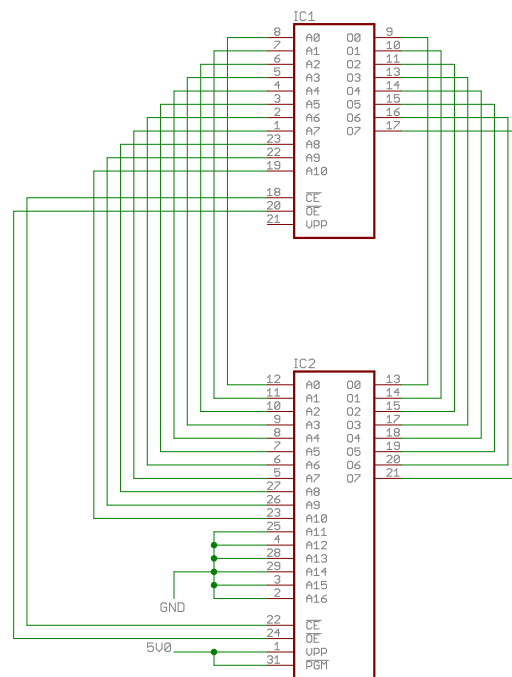 IC1
8 A0 O0 9
7 A1 O1 10
6 A2 O2 11
5 A3 O3 13
4 A4 O4 14
3 A5 O5 15
2 A6 O6 16
1 A7 O7 17
23 A8
22 A9
19 A10
18 CE
20 OE
21 VPP
IC2
12 A0 O0 13
11 A1 O1 14
10 A2 O2 15
9 A3 O3 17
8 A4 O4 18
7 A5 O5 19
6 A6 O6 20
5 A7 O7 21
27 A8
26 A9
23 A10
25 A11
4 A12
28 A13
29 A14
3 A15
2 A16
GND
22 CE
24 OE
5V0 1 VPP
31 PGM